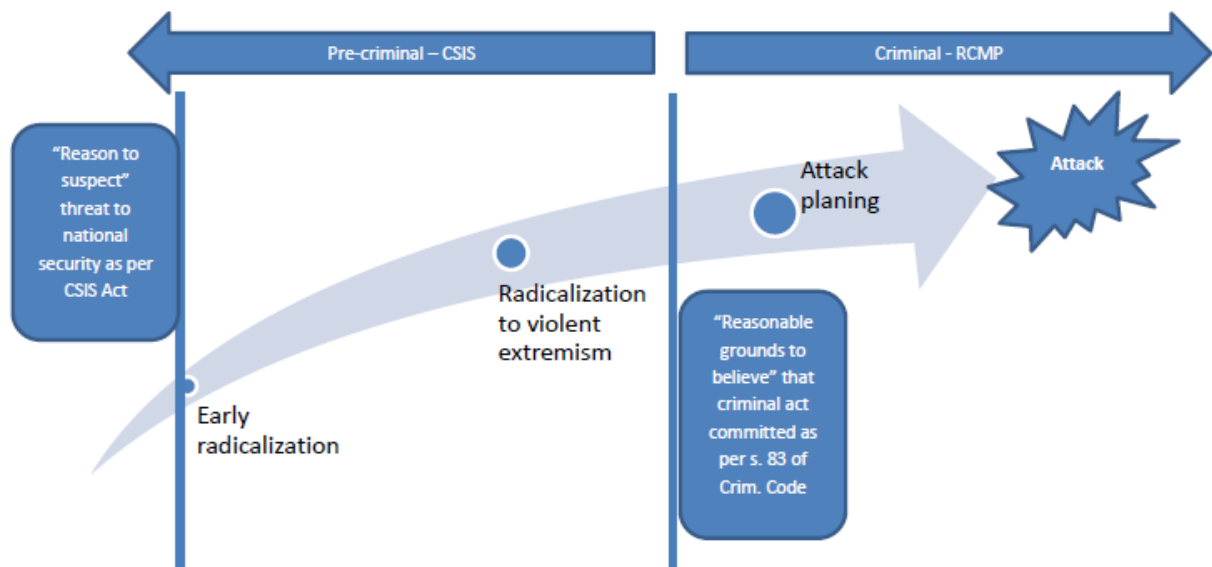 Pre-criminal – CSIS
Criminal - RCMP
“Reason to
suspect”
threat to
national
security as per
CSIS Act
Attack
Attack
planing
Radicalization
to violent
extremism
“Reasonable
grounds to
believe” that
criminal act
committed as
per s. 83 of
Crim. Code
Early
radicalization